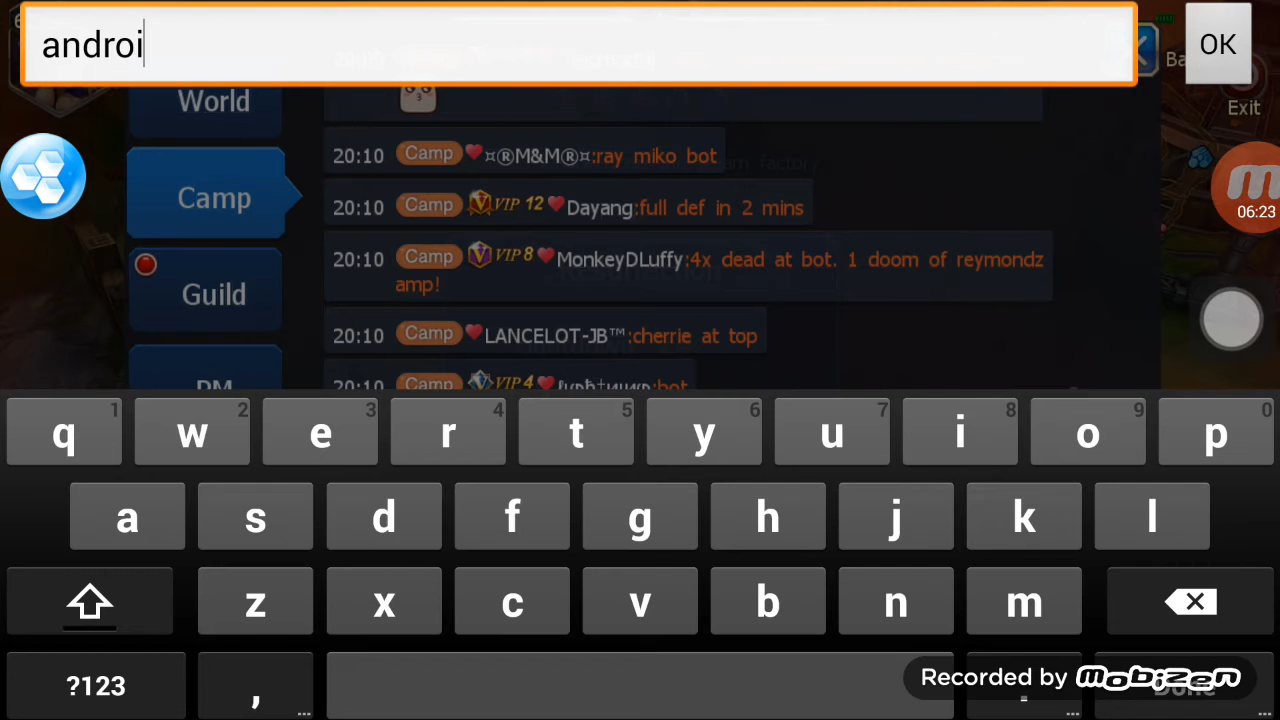 androi
OK
Exit
World
20:10 Camp ¤®M&M®¤:ray miko bot
06:23
Camp
20:10 Camp VIP 12 Dayang:full def in 2 mins
20:10 Camp VIP 8 MonkeyDLuffy:4x dead at bot. 1 doom of reymondz
amp!
Guild
20:10 Camp LANCELOT-JB™:cherrie at top
PM
20:10 Camp VIP 4 :bot
1 2 3 4 5 6 7 8 9 0
q w e r t y u i o p
a s d f g h j k l
z x c v b n m
?123 , . Done
Recorded by mobizen